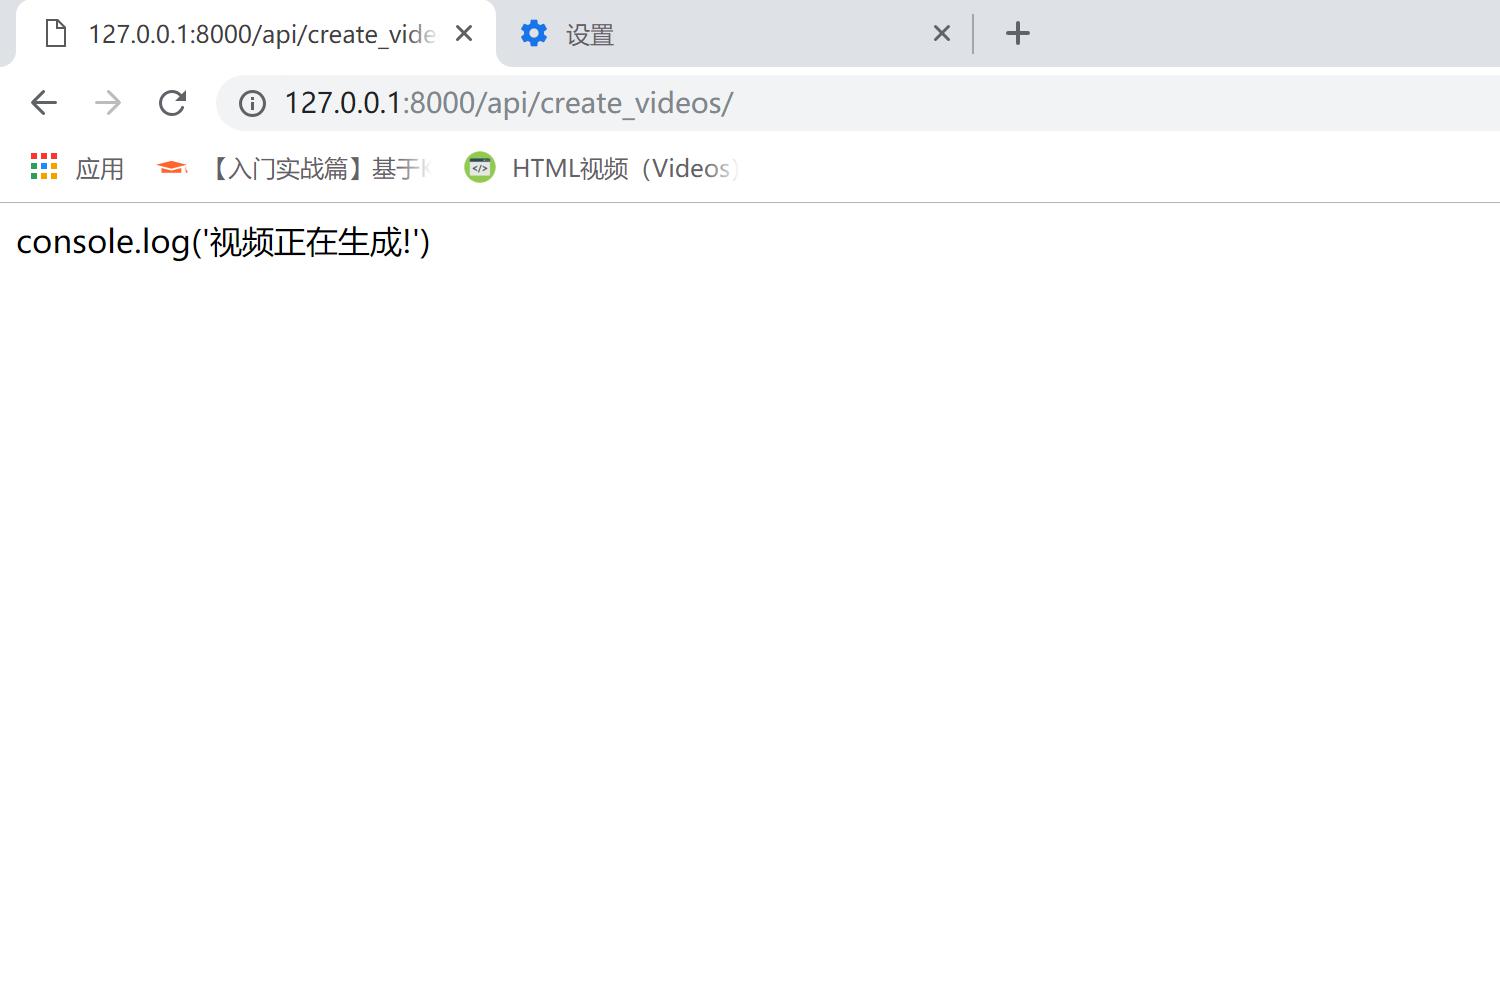 127.0.0.1:8000/api/create_vide
设置
127.0.0.1:8000/api/create_videos/
应用
【入门实战篇】基于K
HTML视频（Videos）
console.log('视频正在生成!')